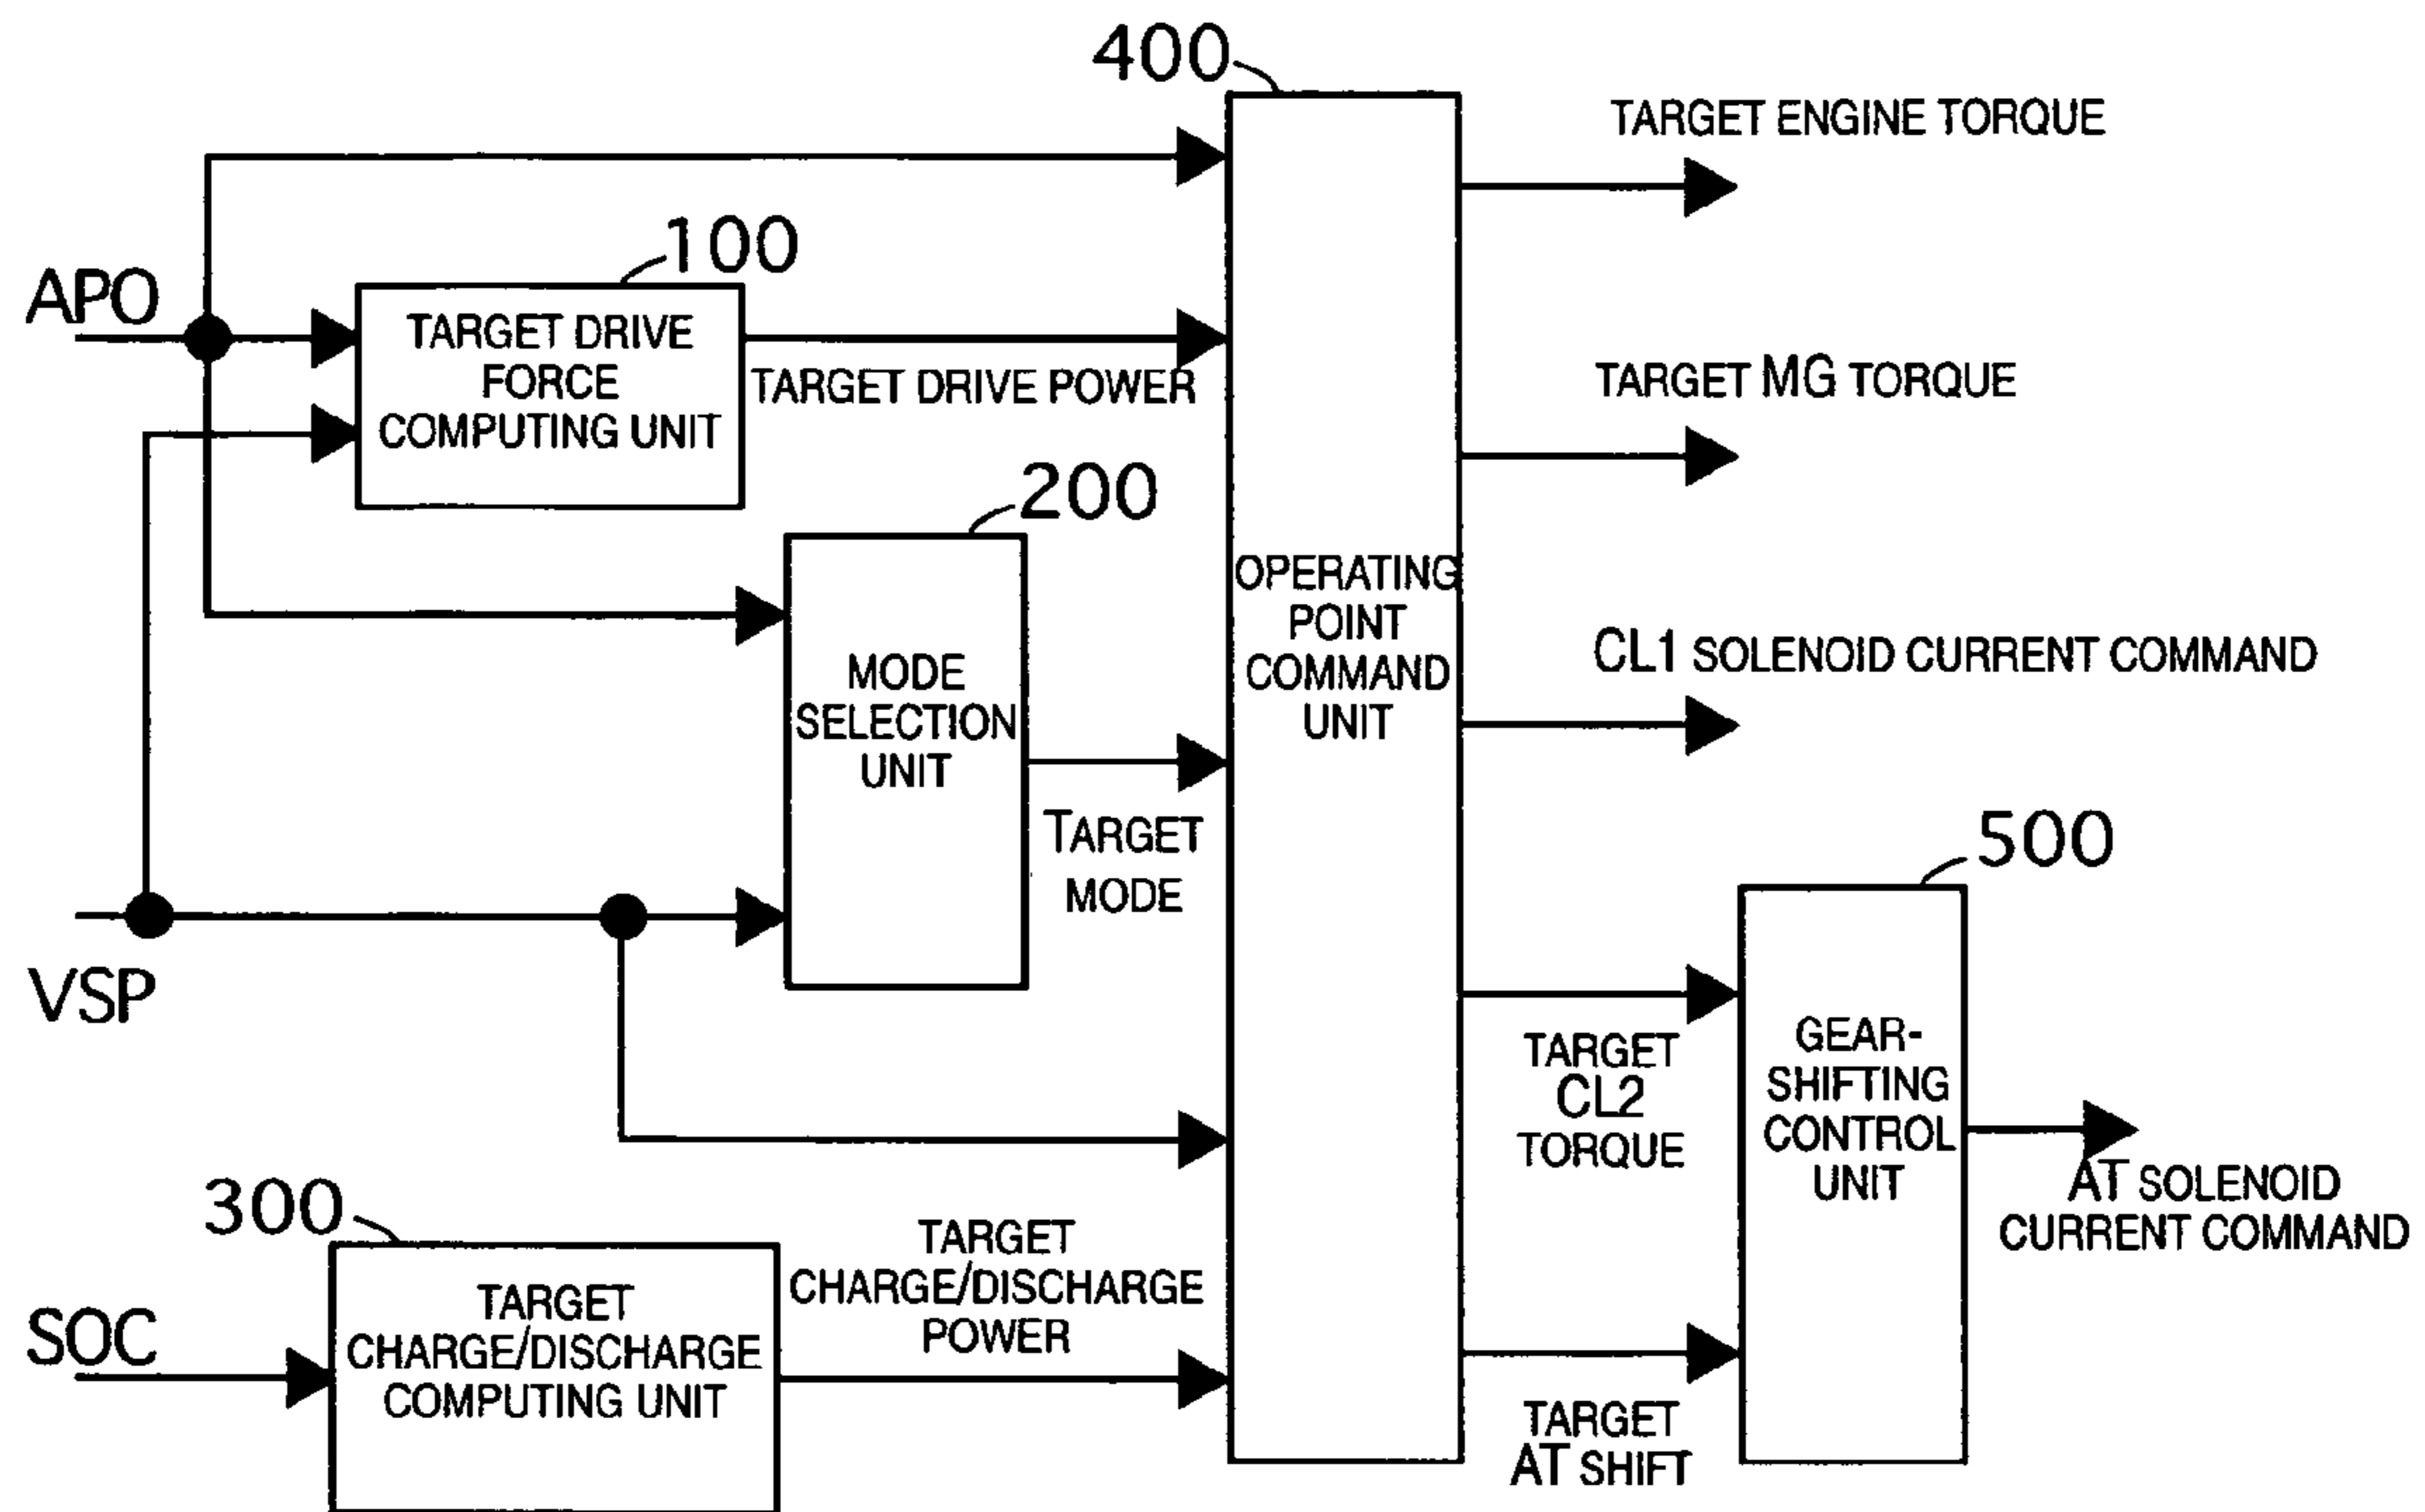 400
TARGET ENGINE TORQUE
100
APO
TARGET DRIVE
FORCE
COMPUTING UNIT
TARGET DRIVE POWER
TARGET MG TORQUE
200
OPERATING
POINT
COMMAND
UNIT
CL1 SOLENOID CURRENT COMMAND
MODE
SELECTION
UNIT
TARGET
MODE
500
VSP
TARGET
CL2
TORQUE
GEAR-
SHIFTING
CONTROL
UNIT
AT SOLENOID
CURRENT COMMAND
300
TARGET
CHARGE/DISCHARGE
POWER
SOC
TARGET
CHARGE/DISCHARGE
COMPUTING UNIT
TARGET
AT SHIFT